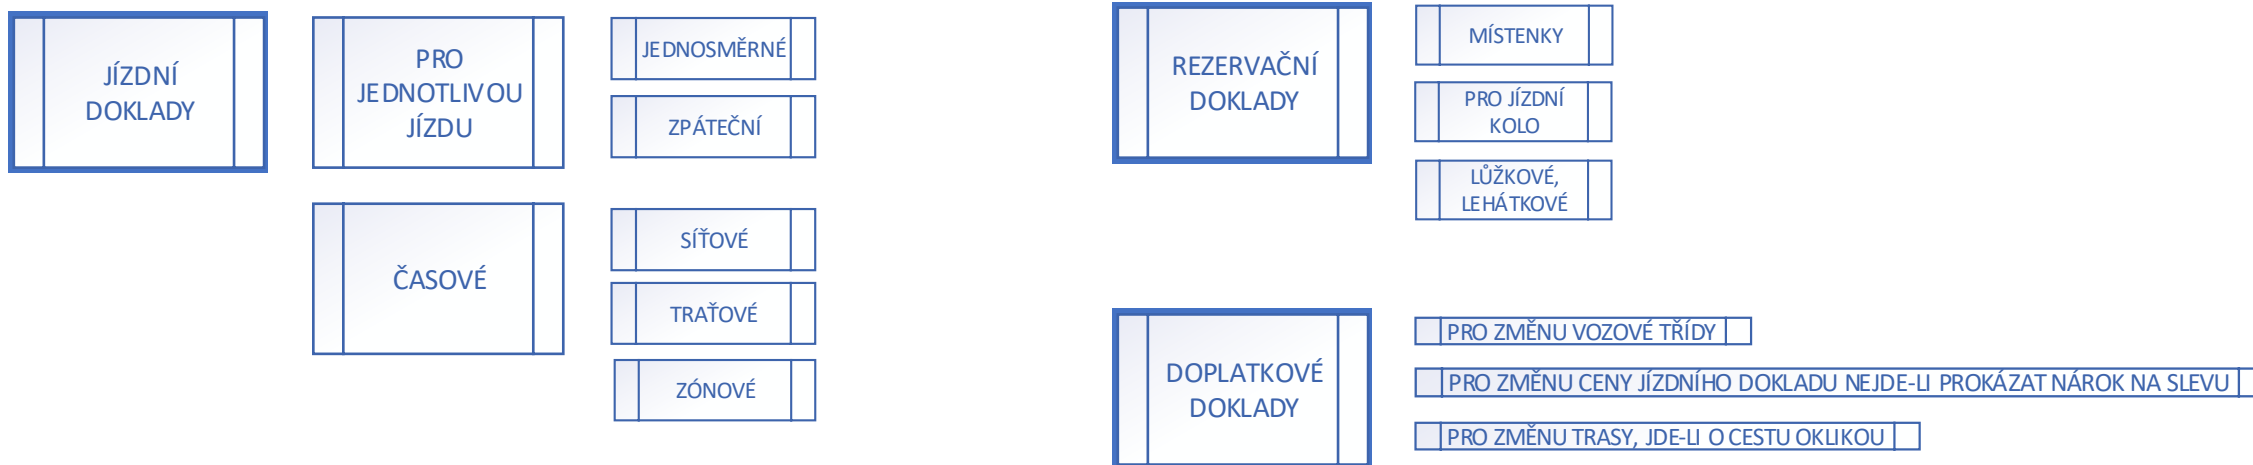 JÍZDNÍ
DOKLADY
PRO
JEDNOTLIVOU
JÍZDU
JEDNOSMĚRNÉ
ZPÁTEČNÍ
ČASOVÉ
SÍŤOVÉ
TRAŤOVÉ
ZÓNOVÉ
REZERVAČNÍ
DOKLADY
MÍSTENKY
PRO JÍZDNÍ
KOLO
LŮŽKOVÉ,
LEHÁTKOVÉ
DOPLATKOVÉ
DOKLADY
PRO ZMĚNU VOZOVÉ TŘÍDY
PRO ZMĚNU CENY JÍZDNÍHO DOKLADU NEJDE-LI PROKÁZAT NÁROK NA SLEVU
PRO ZMĚNU TRASY, JDE-LI O CESTU OKLIKOU